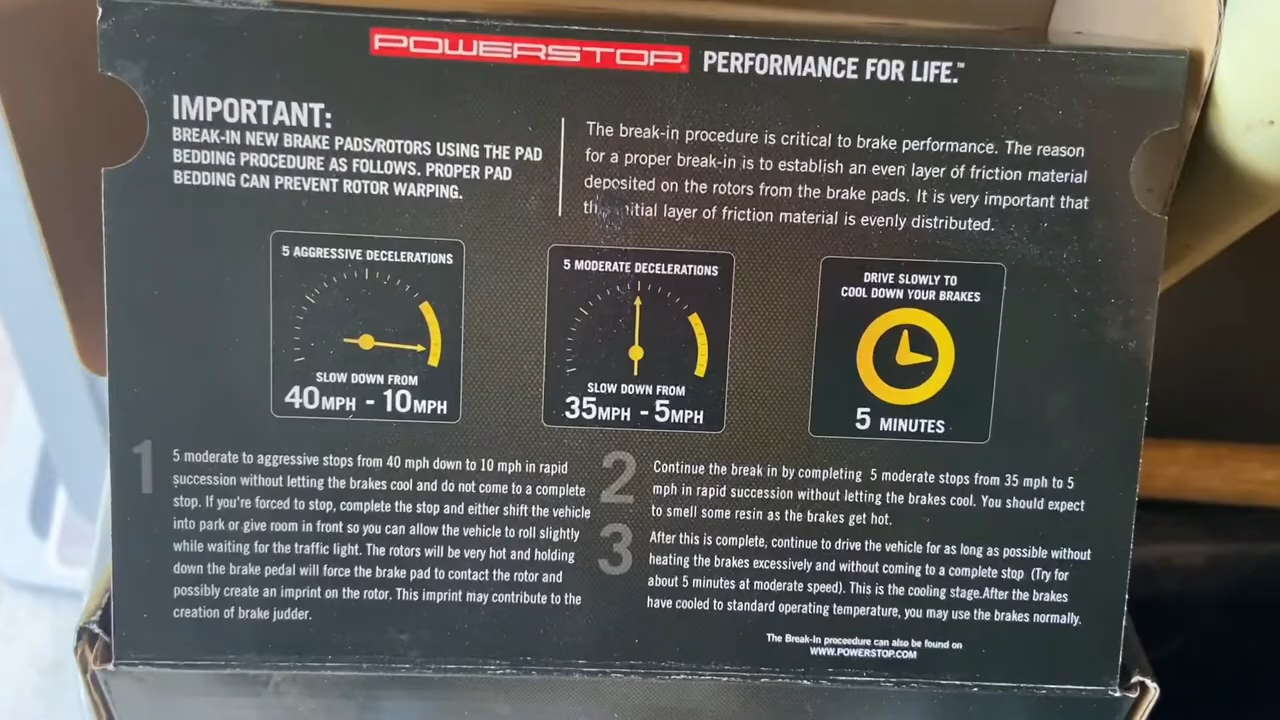 POWERSTOP PERFORMANCE FOR LIFE.™
IMPORTANT:
BREAK-IN NEW BRAKE PADS/ROTORS USING THE PAD
BEDDING PROCEDURE AS FOLLOWS. PROPER PAD
BEDDING CAN PREVENT ROTOR WARPING.
The break-in procedure is critical to brake performance. The reason
for a proper break-in is to establish an even layer of friction material
deposited on the rotors from the brake pads. It is very important that
layer of friction material is evenly distributed.
5 AGGRESSIVE DECELERATIONS
SLOW DOWN FROM
40MPH - 10MPH
5 MODERATE DECELERATIONS
SLOW DOWN FROM
35MPH - 5MPH
DRIVE SLOWLY TO
COOL DOWN YOUR BRAKES
5 MINUTES
1
5 moderate to aggressive stops from 40 mph down to 10 mph in rapid
succession without letting the brakes cool and do not come to a complete
stop. If you're forced to stop, complete the stop and either shift the vehicle
into park or give room in front so you can allow the vehicle to roll slightly
while waiting for the traffic light. The rotors will be very hot and holding
down the brake pedal will force the brake pad to contact the rotor and
possibly create an imprint on the rotor. This imprint may contribute to the
creation of brake judder.
2
Continue the break in by completing 5 moderate stops from 35 mph to 5
mph in rapid succession without letting the brakes cool. You should expect
to smell some resin as the brakes get hot.
3
After this is complete, continue to drive the vehicle for as long as possible without
heating the brakes excessively and without coming to a complete stop (Try for
about 5 minutes at moderate speed). This is the cooling stage.After the brakes
have cooled to standard operating temperature, you may use the brakes normally.
The Break-In proceedure can also be found on
WWW.POWERSTOP.COM